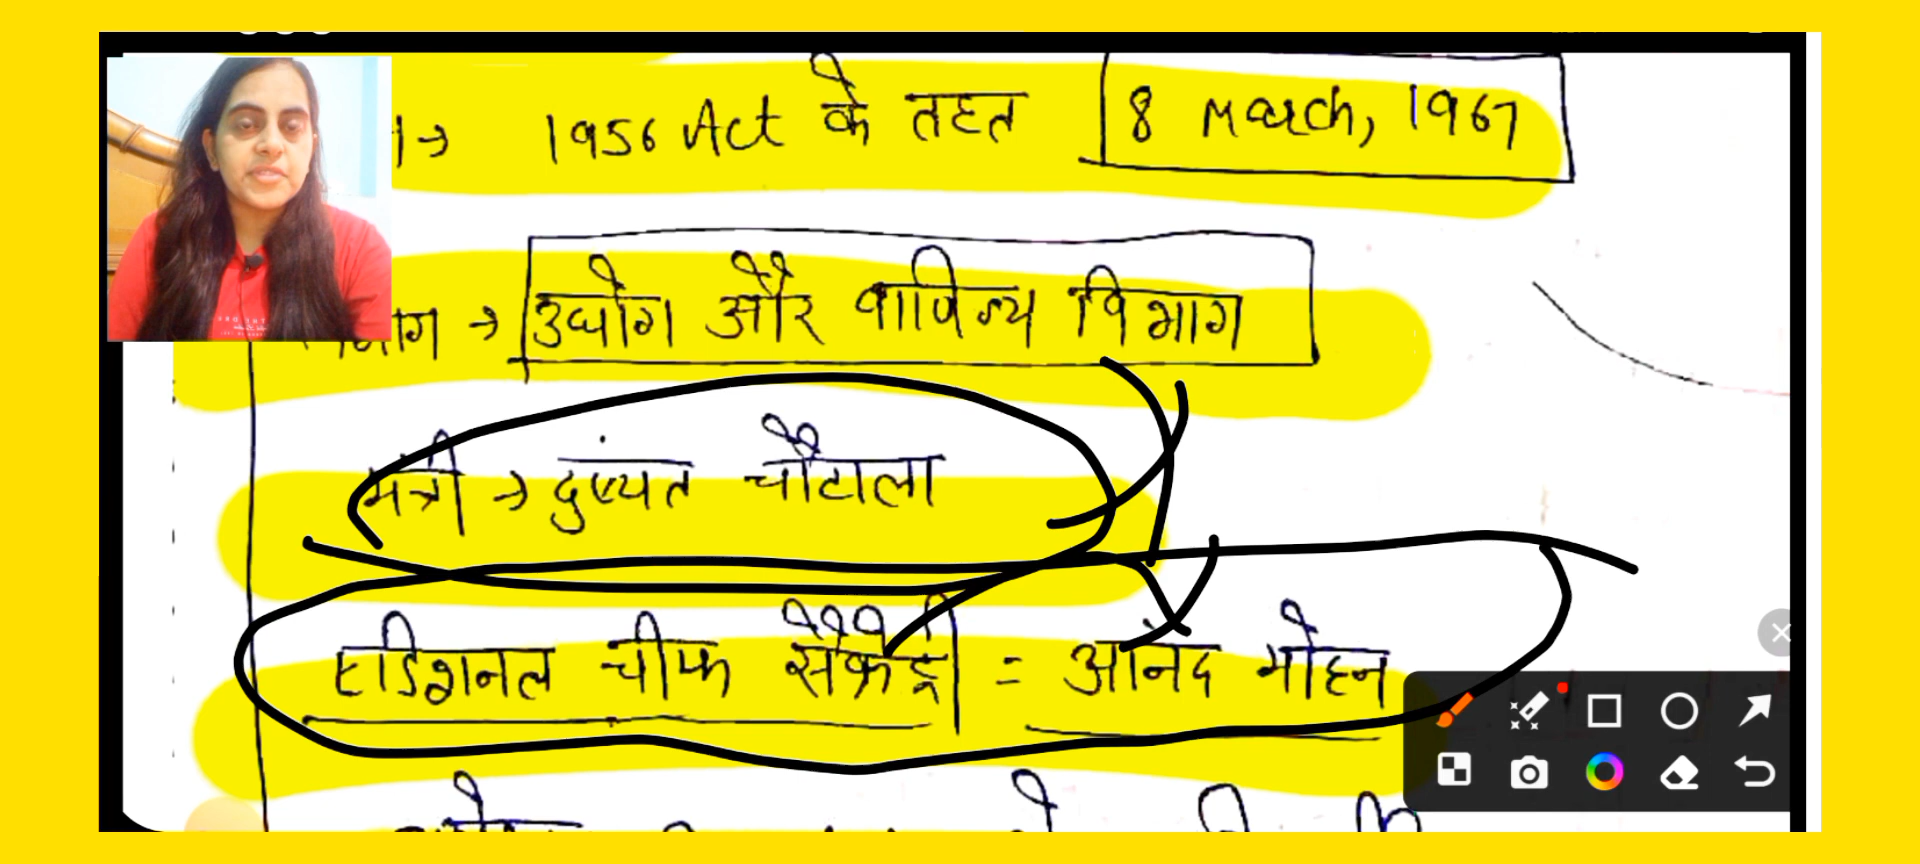 → 1956 Act के तहत 8 March, 1967
→ उद्योग और वाणिज्य विभाग
मंत्री → दुष्यंत चौटाला
एडिशनल चीफ सैक्रेट्री = आनंद मोहन